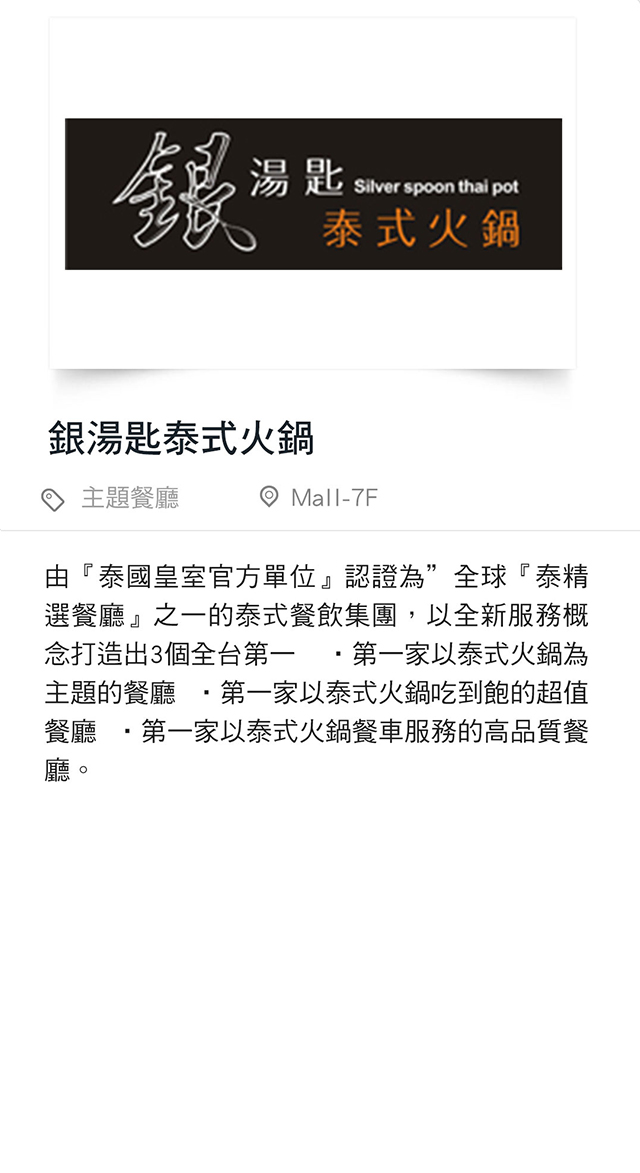 銀湯匙 Silver spoon thai pot
泰式火鍋
銀湯匙泰式火鍋
主題餐廳 Mall-7F
由『泰國皇室官方單位』認證為”全球『泰精
選餐廳』之一的泰式餐飲集團，以全新服務概
念打造出3個全台第一 ・第一家以泰式火鍋為
主題的餐廳 ・第一家以泰式火鍋吃到飽的超值
餐廳 ・第一家以泰式火鍋餐車服務的高品質餐
廳。